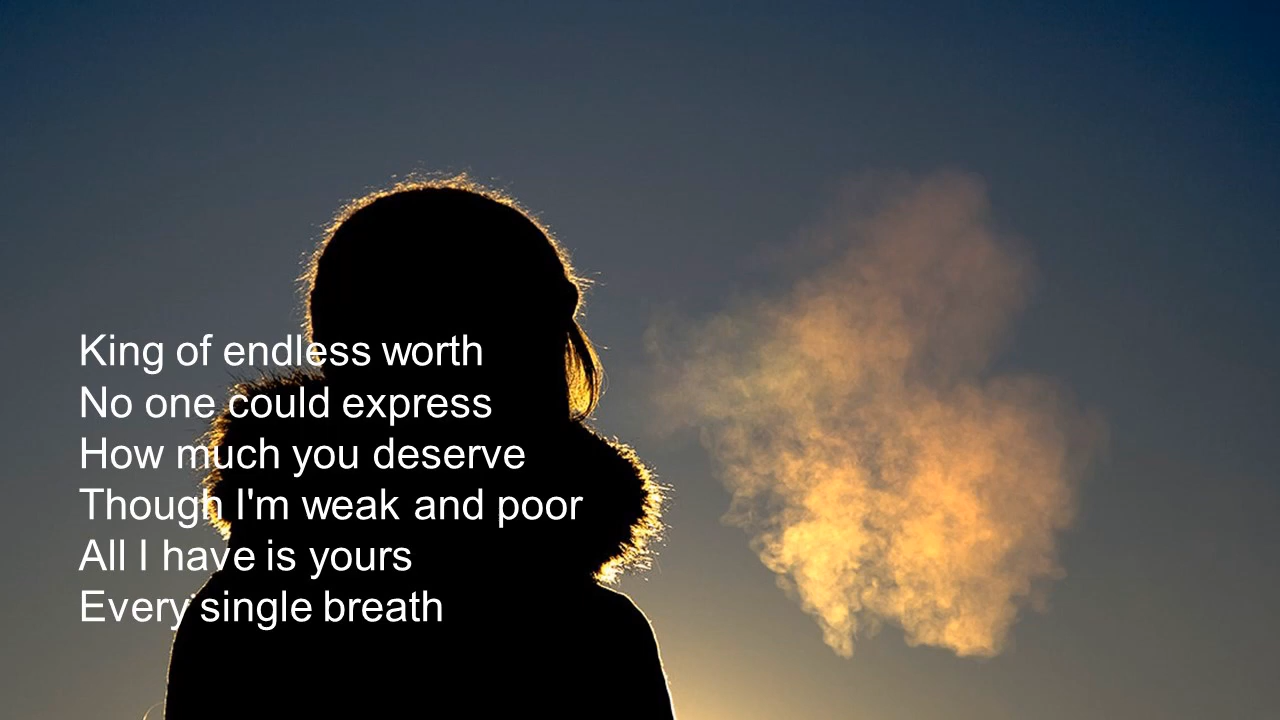 King of endless worth
No one could express
How much you deserve
Though I'm weak and poor
All I have is yours
Every single breath